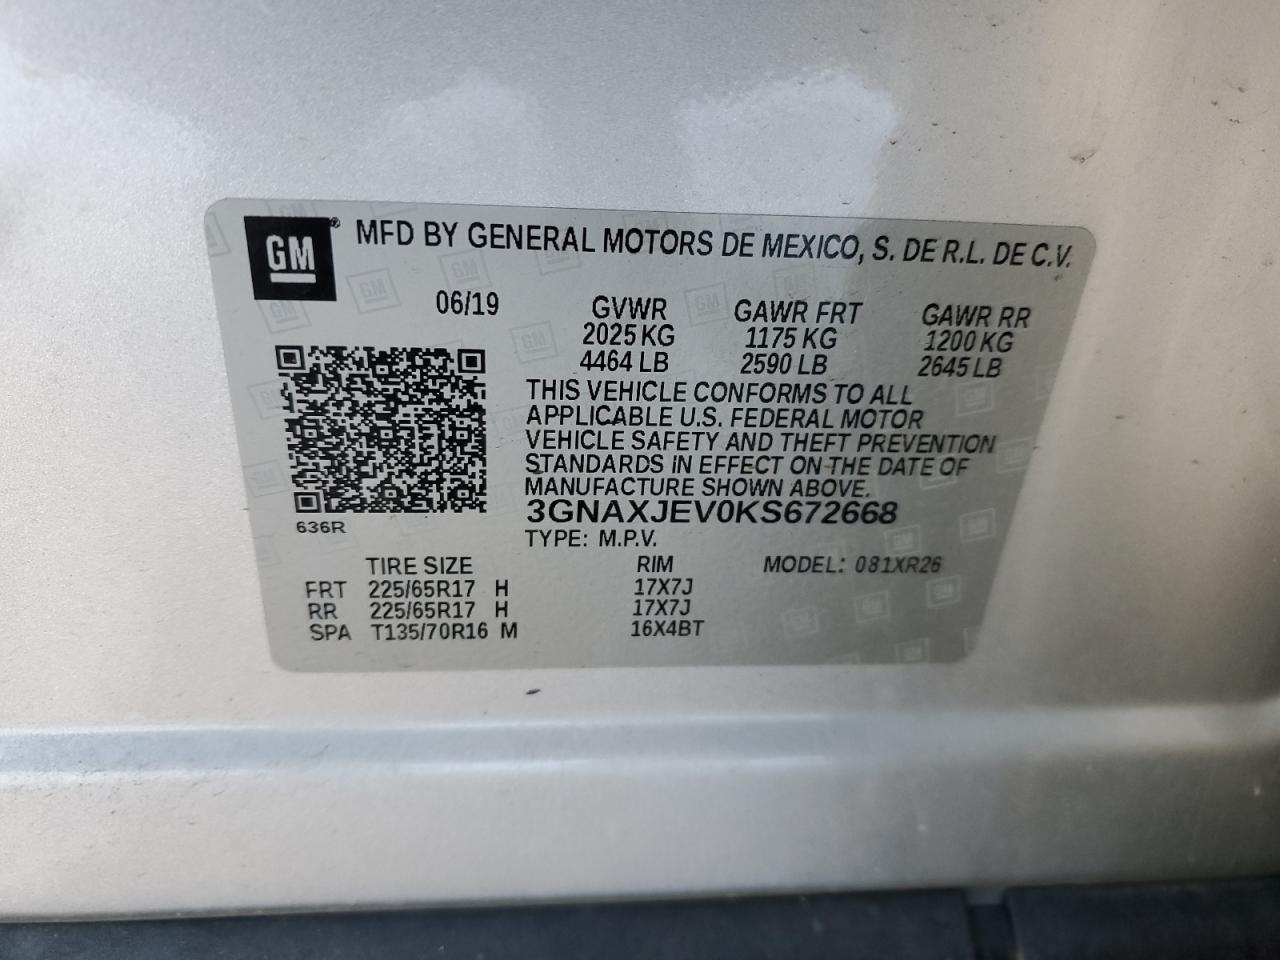 GM® MFD BY GENERAL MOTORS DE MEXICO, S. DE R.L. DE C.V.
06/19 GVWR GAWR FRT GAWR RR
2025 KG 1175 KG 1200 KG
4464 LB 2590 LB 2645 LB
THIS VEHICLE CONFORMS TO ALL
APPLICABLE U.S. FEDERAL MOTOR
VEHICLE SAFETY AND THEFT PREVENTION
STANDARDS IN EFFECT ON THE DATE OF
MANUFACTURE SHOWN ABOVE.
636R 3GNAXJEV0KS672668
TYPE: M.P.V.
TIRE SIZE RIM MODEL: 081XR26
FRT 225/65R17 H 17X7J
RR 225/65R17 H 17X7J
SPA T135/70R16 M 16X4BT